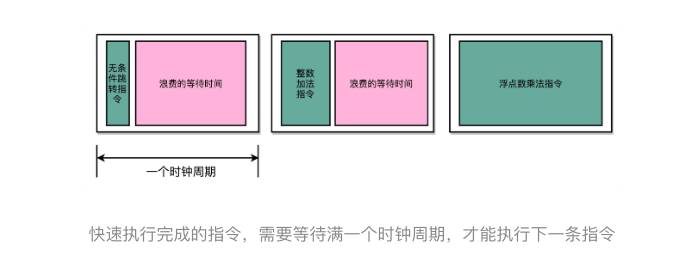 无条
件跳
转指
令
浪费的等待时间
整数
加法
指令
浪费的等待时间
浮点数乘法指令
一个时钟周期
快速执行完成的指令，需要等待满一个时钟周期，才能执行下一条指令